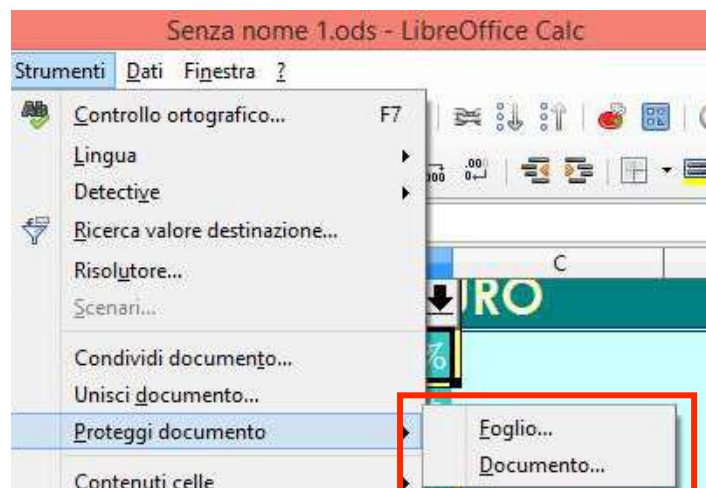 Senza nome 1.ods - LibreOffice Calc
Strumenti Dati Finestra ?
Controllo ortografico... F7
Lingua
Detective
Ricerca valore destinazione...
Risolutore...
C
URO
Scenari...
%
Condividi documento...
Unisci documento...
Proteggi documento
Foglio...
Documento...
Contenuti celle